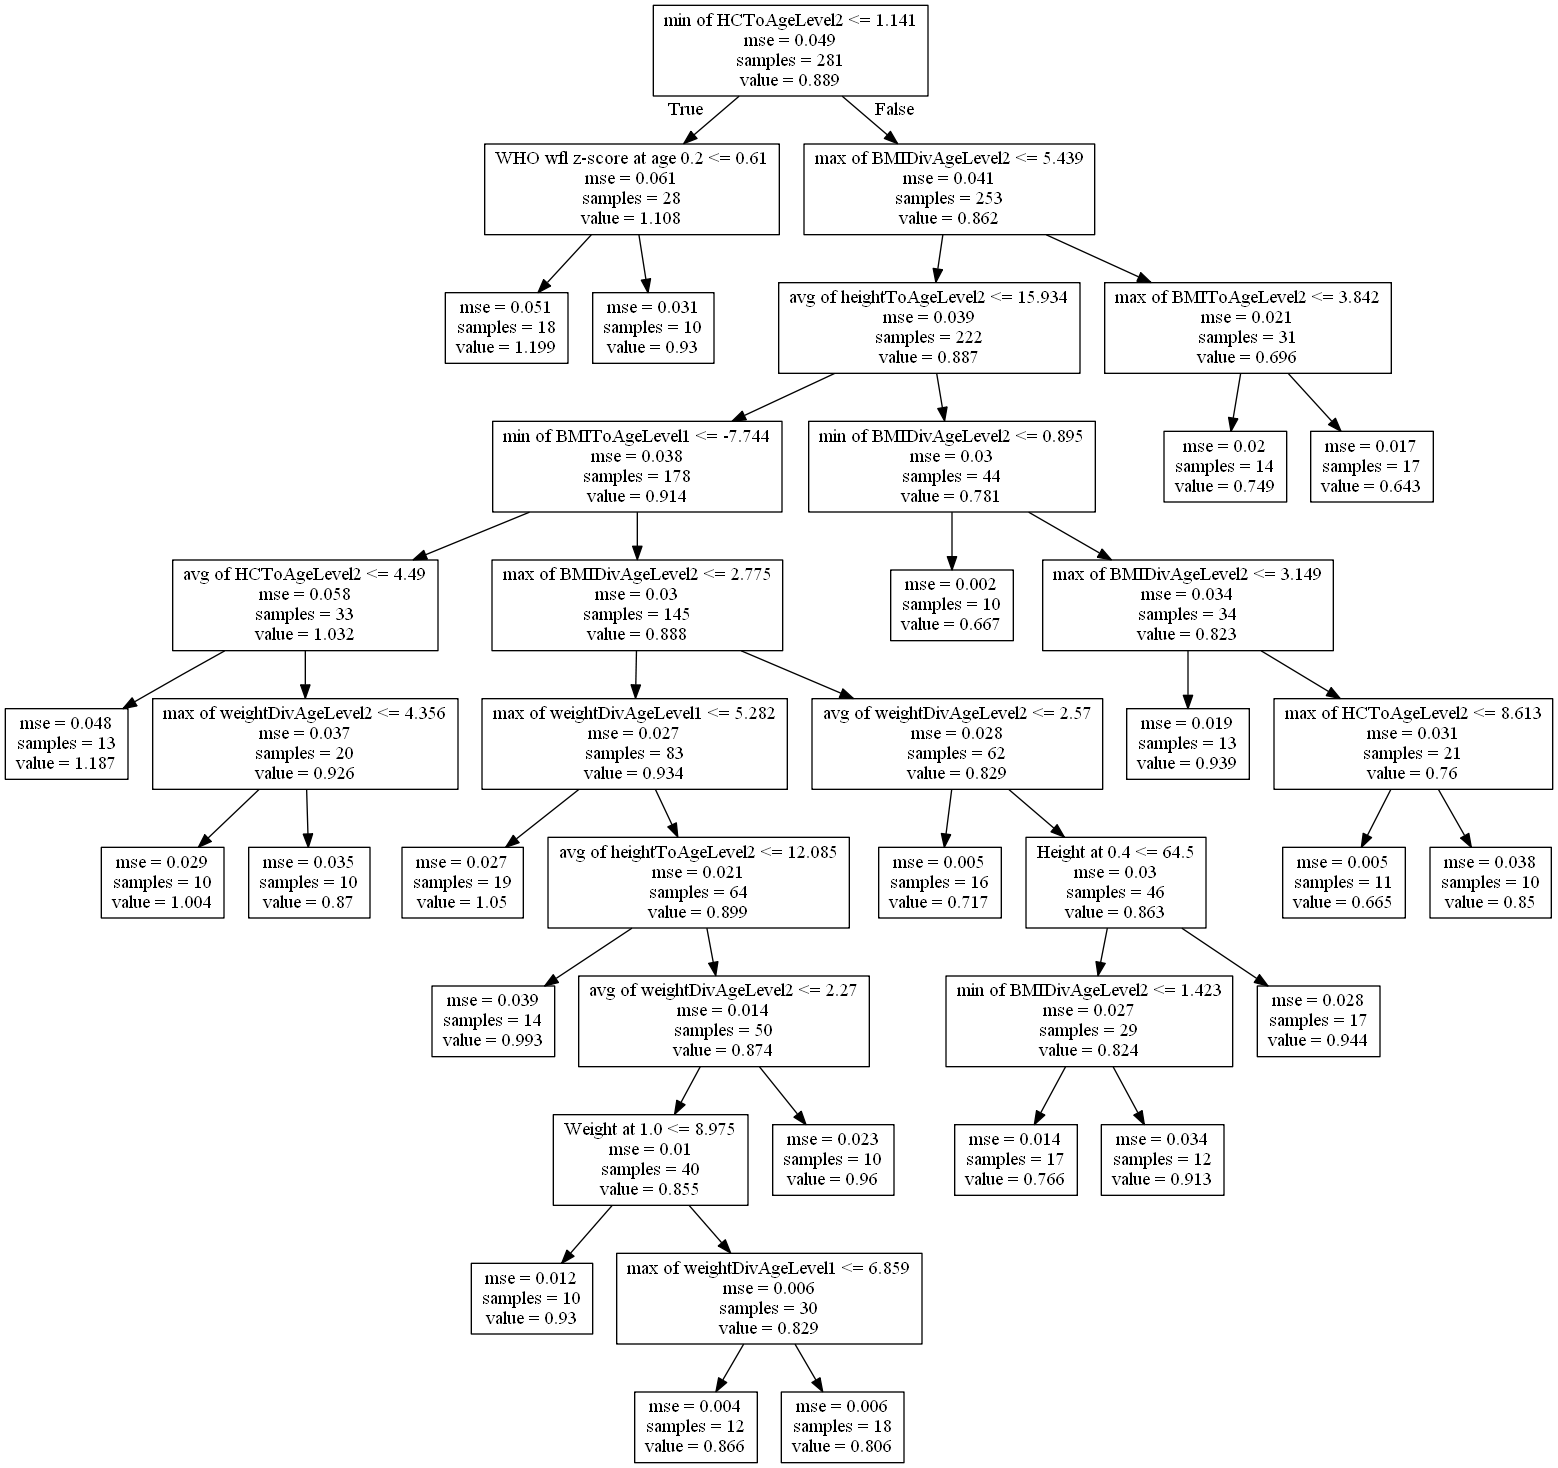 min of HCToAgeLevel2 <= 1.141
mse = 0.049
samples = 281
value = 0.889
True
False
WHO wfl z-score at age 0.2 <= 0.61
mse = 0.061
samples = 28
value = 1.108
max of BMIDivAgeLevel2 <= 5.439
mse = 0.041
samples = 253
value = 0.862
mse = 0.051
samples = 18
value = 1.199
mse = 0.031
samples = 10
value = 0.93
avg of heightToAgeLevel2 <= 15.934
mse = 0.039
samples = 222
value = 0.887
max of BMIToAgeLevel2 <= 3.842
mse = 0.021
samples = 31
value = 0.696
min of BMIToAgeLevel1 <= -7.744
mse = 0.038
samples = 178
value = 0.914
min of BMIDivAgeLevel2 <= 0.895
mse = 0.03
samples = 44
value = 0.781
mse = 0.02
samples = 14
value = 0.749
mse = 0.017
samples = 17
value = 0.643
avg of HCToAgeLevel2 <= 4.49
mse = 0.058
samples = 33
value = 1.032
max of BMIDivAgeLevel2 <= 2.775
mse = 0.03
samples = 145
value = 0.888
mse = 0.002
samples = 10
value = 0.667
max of BMIDivAgeLevel2 <= 3.149
mse = 0.034
samples = 34
value = 0.823
mse = 0.048
samples = 13
value = 1.187
max of weightDivAgeLevel2 <= 4.356
mse = 0.037
samples = 20
value = 0.926
max of weightDivAgeLevel1 <= 5.282
mse = 0.027
samples = 83
value = 0.934
avg of weightDivAgeLevel2 <= 2.57
mse = 0.028
samples = 62
value = 0.829
mse = 0.019
samples = 13
value = 0.939
max of HCToAgeLevel2 <= 8.613
mse = 0.031
samples = 21
value = 0.76
mse = 0.029
samples = 10
value = 1.004
mse = 0.035
samples = 10
value = 0.87
mse = 0.027
samples = 19
value = 1.05
avg of heightToAgeLevel2 <= 12.085
mse = 0.021
samples = 64
value = 0.899
mse = 0.005
samples = 16
value = 0.717
Height at 0.4 <= 64.5
mse = 0.03
samples = 46
value = 0.863
mse = 0.005
samples = 11
value = 0.665
mse = 0.038
samples = 10
value = 0.85
mse = 0.039
samples = 14
value = 0.993
avg of weightDivAgeLevel2 <= 2.27
mse = 0.014
samples = 50
value = 0.874
min of BMIDivAgeLevel2 <= 1.423
mse = 0.027
samples = 29
value = 0.824
mse = 0.028
samples = 17
value = 0.944
Weight at 1.0 <= 8.975
mse = 0.01
samples = 40
value = 0.855
mse = 0.023
samples = 10
value = 0.96
mse = 0.014
samples = 17
value = 0.766
mse = 0.034
samples = 12
value = 0.913
mse = 0.012
samples = 10
value = 0.93
max of weightDivAgeLevel1 <= 6.859
mse = 0.006
samples = 30
value = 0.829
mse = 0.004
samples = 12
value = 0.866
mse = 0.006
samples = 18
value = 0.806